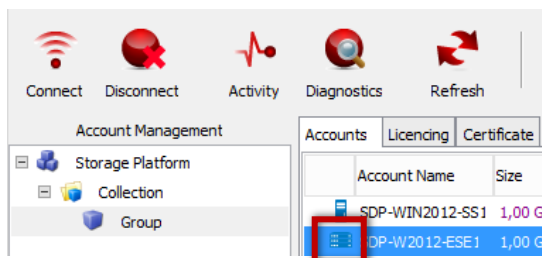 Connect Disconnect Activity Diagnostics Refresh
Account Management
Accounts Licencing Certificate
Storage Platform
Account Name Size
Collection
SDP-WIN2012-SS1 1,00 G
Group
SDP-W2012-ESE1 1,00 G